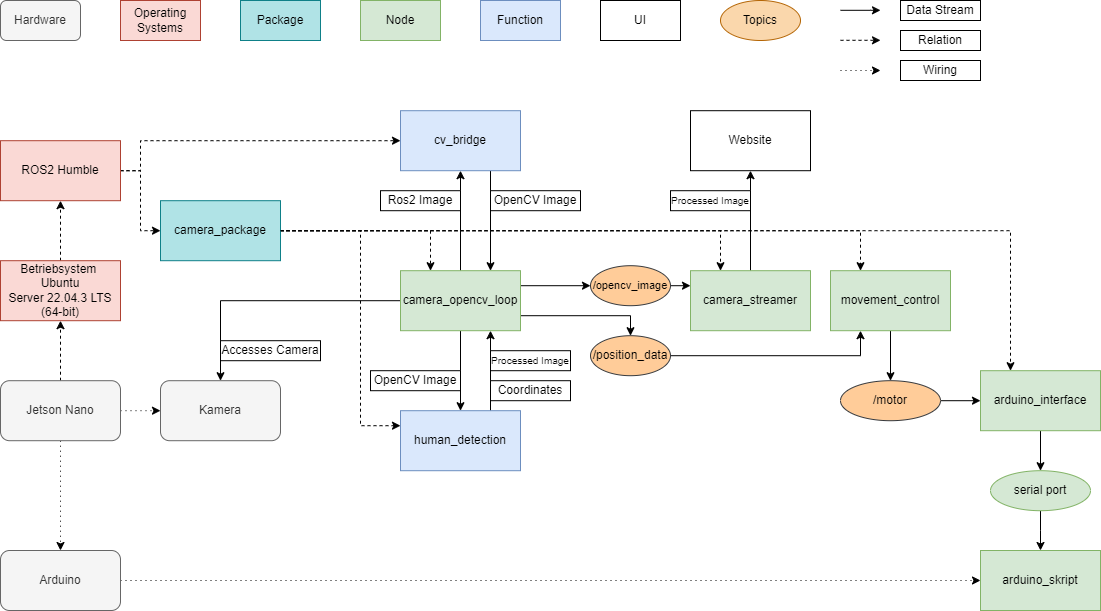 Hardware
Operating
Systems
Package
Node
Function
UI
Topics
Data Stream
Relation
Wiring
cv_bridge
Website
ROS2 Humble
Ros2 Image
OpenCV Image
Processed Image
camera_package
Betriebsystem
Ubuntu
Server 22.04.3 LTS
(64-bit)
camera_opencv_loop
/opencv_image
camera_streamer
movement_control
Accesses Camera
/position_data
Processed Image
OpenCV Image
Coordinates
Jetson Nano
Kamera
/motor
arduino_interface
human_detection
serial port
Arduino
arduino_skript